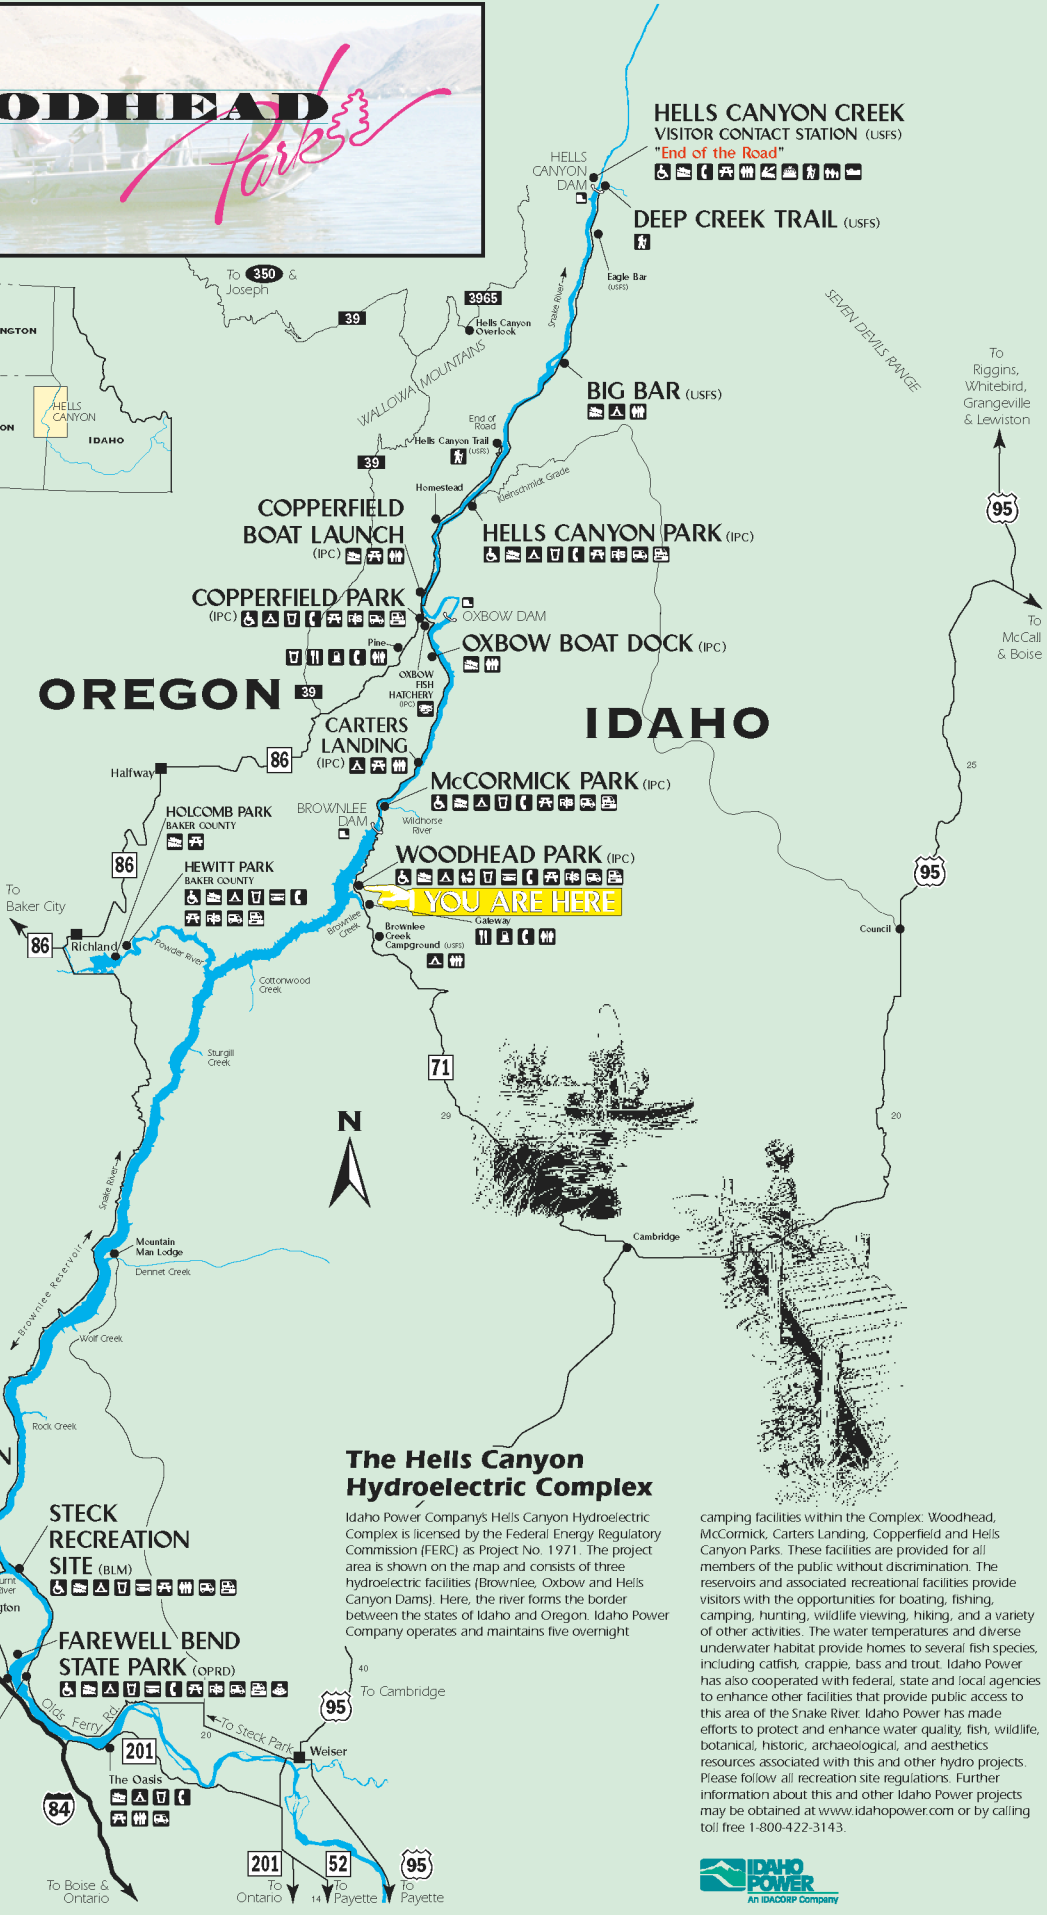 ODHEAD
Parks
HELLS CANYON CREEK
VISITOR CONTACT STATION (USFS)
"End of the Road"
HELLS
CANYON
DAM
DEEP CREEK TRAIL (USFS)
To 350 &
Joseph
Eagle Bar
(USFS)
3965
39
Hells Canyon
Overlook
Snake River
SEVEN DEVILS RANGE
NGTON
WALLOWA MOUNTAINS
To
Riggins,
Whitebird,
Grangeville
& Lewiston
BIG BAR (USFS)
HELLS
CANYON
ON
IDAHO
End of
Road
Hells Canyon Trail
(USFS)
39
Kleinschmidt Grade
Homestead
95
COPPERFIELD
BOAT LAUNCH
(IPC)
HELLS CANYON PARK (IPC)
COPPERFIELD PARK
(IPC)
OXBOW DAM
To
McCall
& Boise
Pine
OXBOW BOAT DOCK (IPC)
OXBOW
FISH
HATCHERY
(IPC)
OREGON
39
IDAHO
CARTERS
LANDING
(IPC)
86
Halfway
25
McCORMICK PARK (IPC)
HOLCOMB PARK
BAKER COUNTY
BROWNLEE
DAM
Wildhorse
River
86
HEWITT PARK
BAKER COUNTY
WOODHEAD PARK (IPC)
95
To
Baker City
YOU ARE HERE
Brownlee
Creek
Gateway
Brownlee
Creek
Campground (USFS)
Council
86
Richland
Powder River
Cottonwood
Creek
Sturgill
Creek
71
29
20
N
Snake River
Mountain
Man Lodge
Cambridge
Dennet Creek
Brownlee Reservoir
Wolf Creek
Rock Creek
N
The Hells Canyon
Hydroelectric Complex
Idaho Power Company's Hells Canyon Hydroelectric
Complex is licensed by the Federal Energy Regulatory
Commission (FERC) as Project No. 1971. The project
area is shown on the map and consists of three
hydroelectric facilities (Brownlee, Oxbow and Hells
Canyon Dams). Here, the river forms the border
between the states of Idaho and Oregon. Idaho Power
Company operates and maintains five overnight
camping facilities within the Complex: Woodhead,
McCormick, Carters Landing, Copperfield and Hells
Canyon Parks. These facilities are provided for all
members of the public without discrimination. The
reservoirs and associated recreational facilities provide
visitors with the opportunities for boating, fishing,
camping, hunting, wildlife viewing, hiking, and a variety
of other activities. The water temperatures and diverse
underwater habitat provide homes to several fish species,
including catfish, crappie, bass and trout. Idaho Power
has also cooperated with federal, state and local agencies
to enhance other facilities that provide public access to
this area of the Snake River. Idaho Power has made
efforts to protect and enhance water quality, fish, wildlife,
botanical, historic, archaeological, and aesthetics
resources associated with this and other hydro projects.
Please follow all recreation site regulations. Further
information about this and other Idaho Power projects
may be obtained at www.idahopower.com or by calling
toll free 1-800-422-3143.
STECK
RECREATION
SITE (BLM)
urnt
iver
gton
FAREWELL BEND
STATE PARK (OPRD)
40
To Cambridge
95
Olds Ferry Rd.
20
To Steck Park
Weiser
201
The Oasis
84
To Boise &
Ontario
201
To
Ontario
14
52
To
Payette
95
To
Payette
IDAHO
POWER
An IDACORP Company